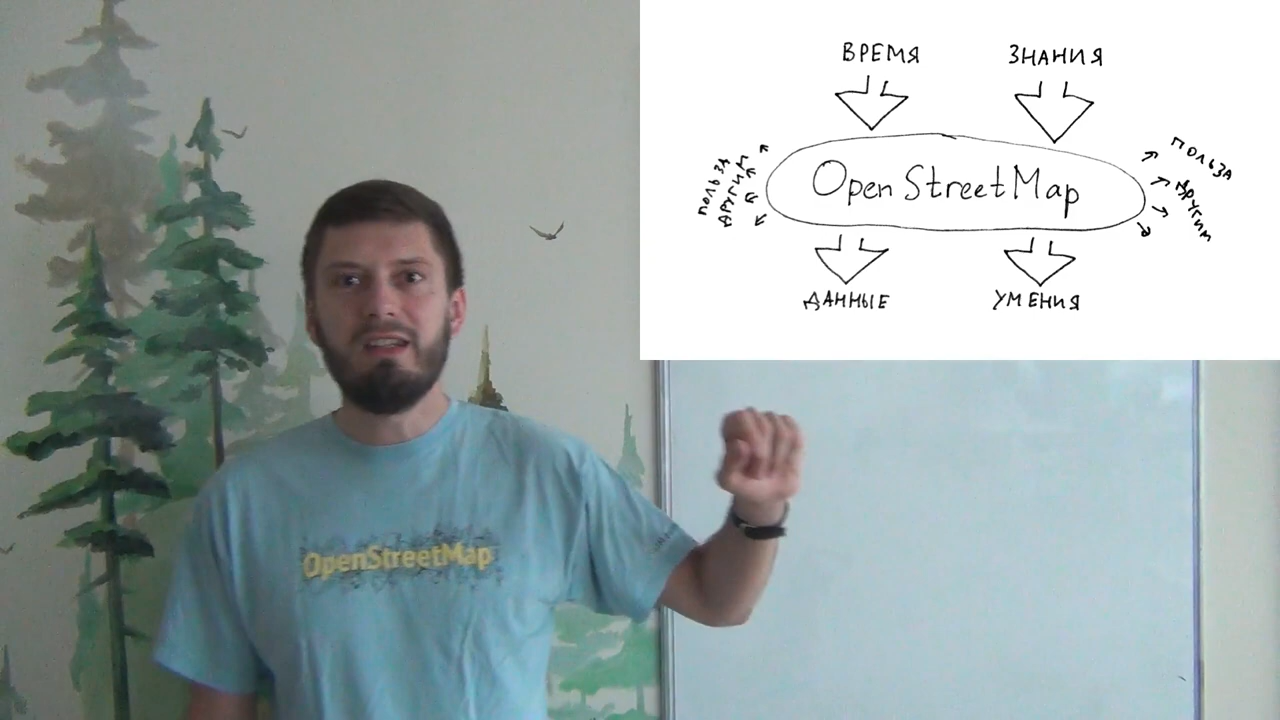 ВРЕМЯ ЗНАНИЯ
ПОЛЬЗА
ДРУГИМ
OpenStreetMap
ПОЛЬЗА
ДРУГИМ
ДАННЫЕ УМЕНИЯ
OpenStreetMap